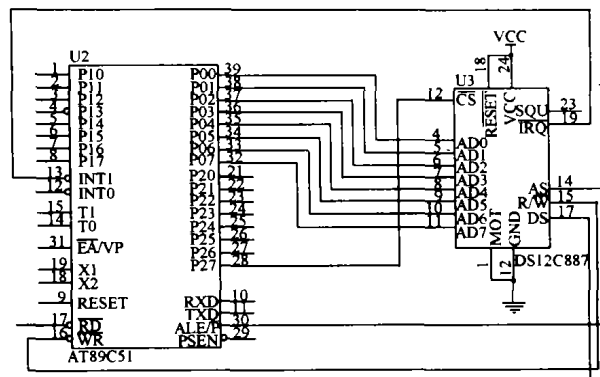 U2
1 P10
2 P11
3 P12
4 P13
5 P14
6 P15
7 P16
8 P17
13 INT1
12 INT0
15 T1
14 T0
31 EA/VP
19 X1
18 X2
9 RESET
17 RD
16 WR
P00 39
P01 38
P02 37
P03 36
P04 35
P05 34
P06 33
P07 32
P20 21
P21 22
P22 23
P23 24
P24 25
P25 26
P26 27
P27 28
RXD 10
TXD 11
ALE/P 30
PSEN 29
AT89C51
VCC
U3
18 RESET
24 VCC
12 CS
4 AD0
5 AD1
6 AD2
7 AD3
8 AD4
9 AD5
10 AD6
11 AD7
SQU 23
IRQ 19
AS 14
R/W 15
DS 17
MOT 1
GND 12
DS12C887